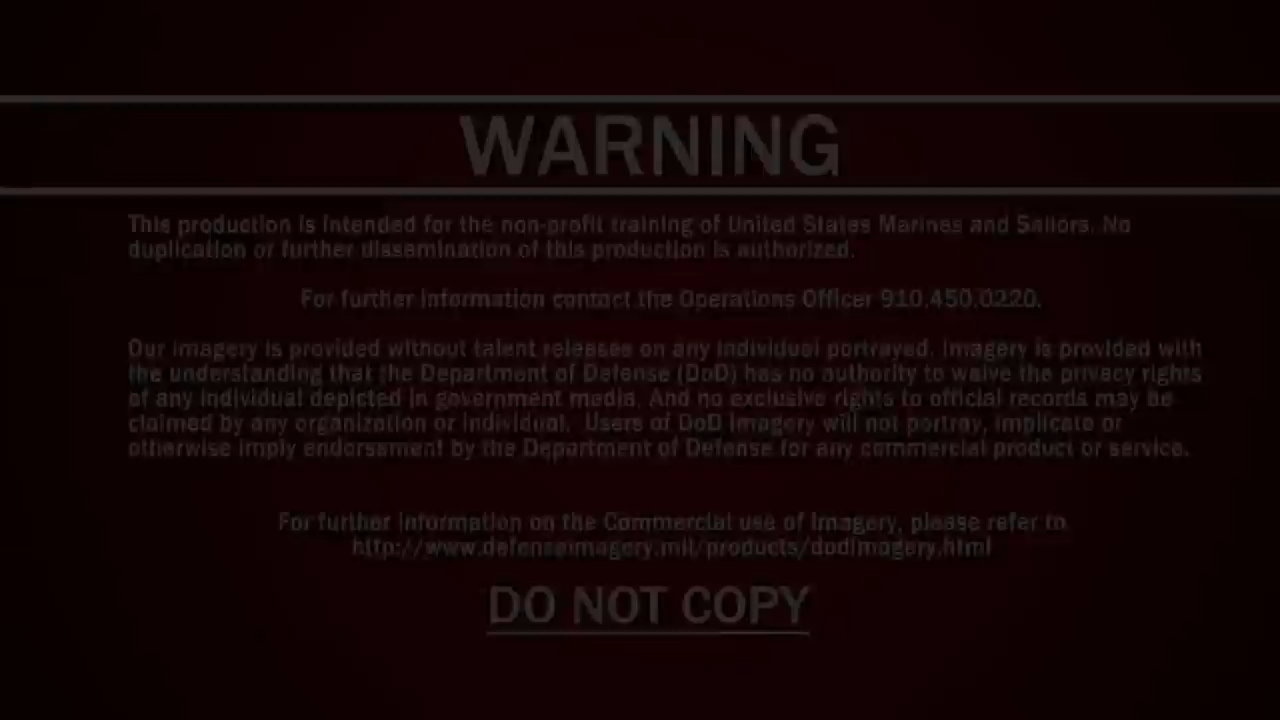 WARNING
This production is intended for the non-profit training of United States Marines and Sailors. No
duplication or further dissemination of this production is authorized.
For further information contact the Operations Officer 910.450.0220.
Our imagery is provided without talent releases on any individual portrayed. Imagery is provided with
the understanding that the Department of Defense (DoD) has no authority to waive the privacy rights
of any individual depicted in government media. And no exclusive rights to official records may be
claimed by any organization or individual.  Users of DoD imagery will not portray, implicate or
otherwise imply endorsement by the Department of Defense for any commercial product or service.
For further information on the Commercial use of Imagery, please refer to
http://www.defenseimagery.mil/products/dodimagery.html
DO NOT COPY